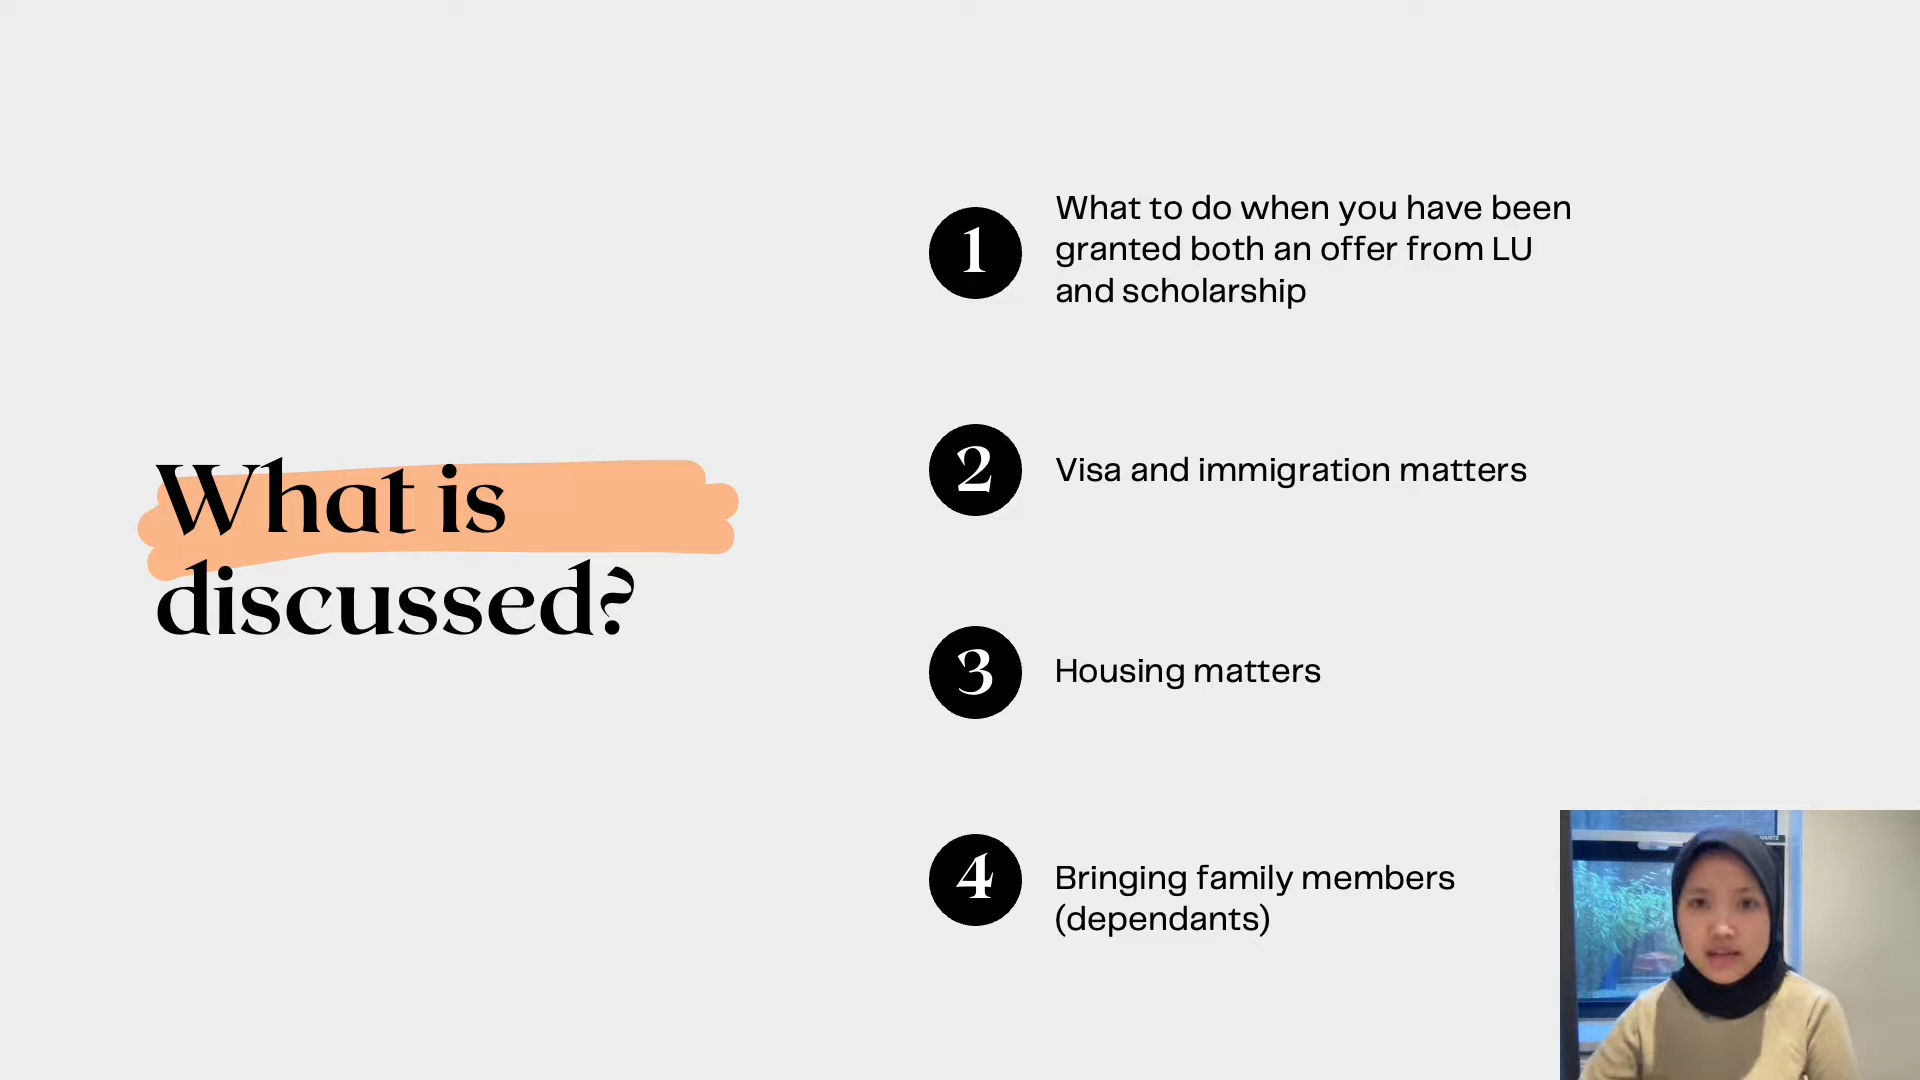 What is
discussed?
1
What to do when you have been
granted both an offer from LU
and scholarship
2
Visa and immigration matters
3
Housing matters
4
Bringing family members
(dependants)